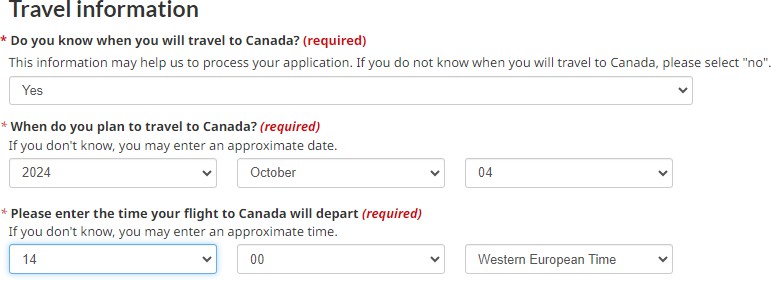 Travel information
* Do you know when you will travel to Canada? (required)
This information may help us to process your application. If you do not know when you will travel to Canada, please select "no".
Yes
* When do you plan to travel to Canada? (required)
If you don't know, you may enter an approximate date.
2024 October 04
* Please enter the time your flight to Canada will depart (required)
If you don't know, you may enter an approximate time.
14 00 Western European Time